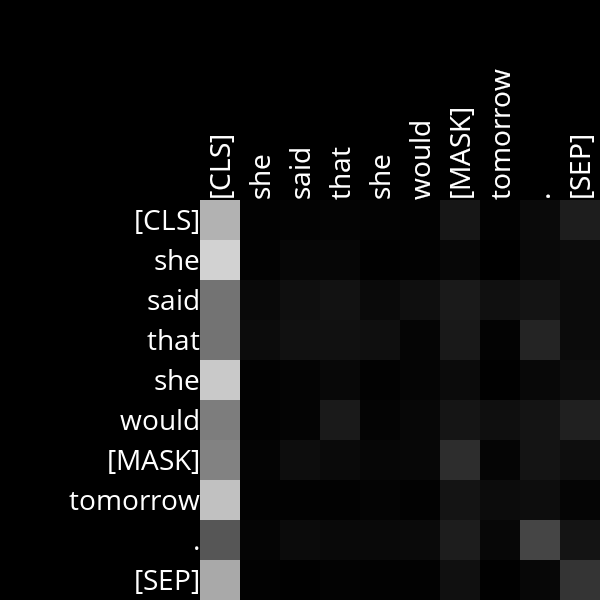 [CLS] she said that she would [MASK] tomorrow . [SEP]
[CLS]
she
said
that
she
would
[MASK]
tomorrow
.
[SEP]